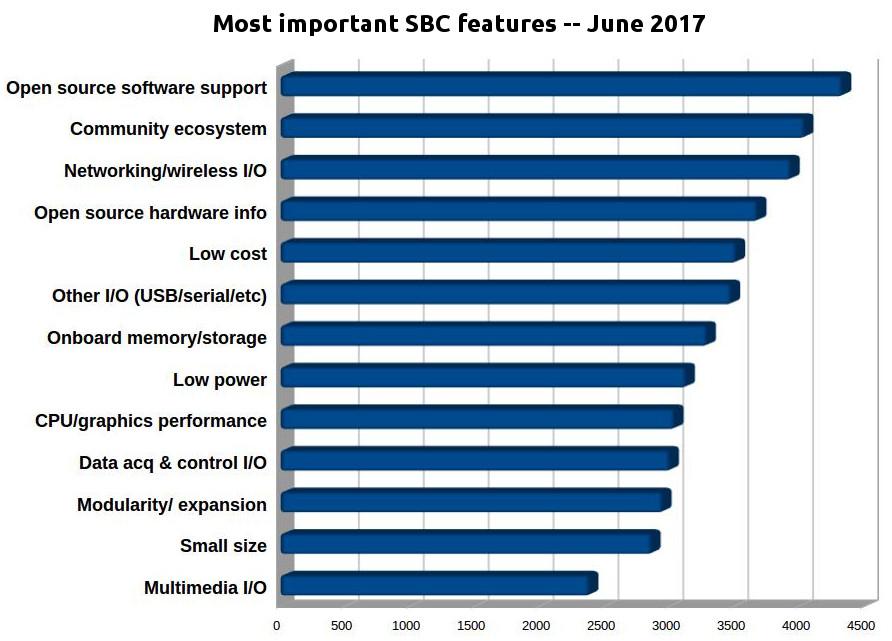 Most important SBC features -- June 2017
Open source software support
Community ecosystem
Networking/wireless I/O
Open source hardware info
Low cost
Other I/O (USB/serial/etc)
Onboard memory/storage
Low power
CPU/graphics performance
Data acq & control I/O
Modularity/ expansion
Small size
Multimedia I/O
0 500 1000 1500 2000 2500 3000 3500 4000 4500